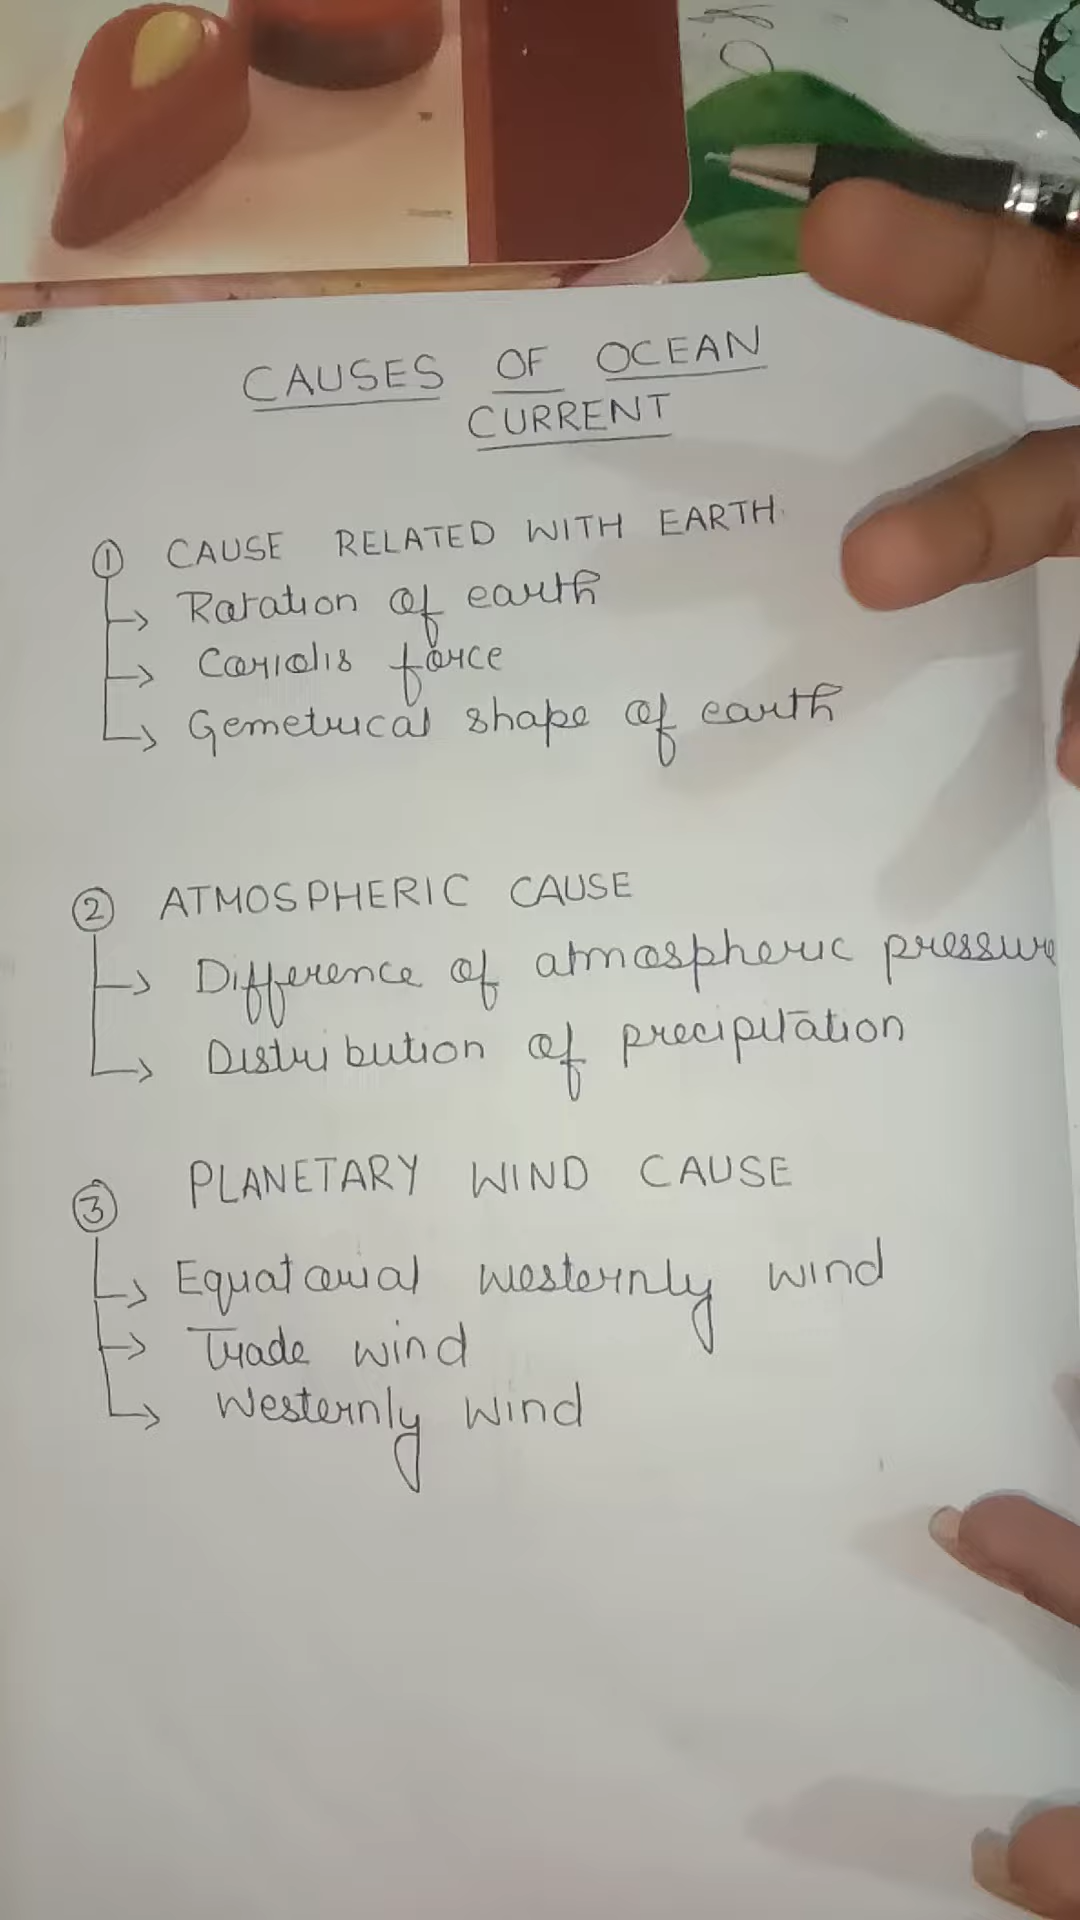 CAUSES OF OCEAN
CURRENT
① CAUSE RELATED WITH EARTH
Rotation of earth
Coriolis force
Gemetrical shape of earth
② ATMOSPHERIC CAUSE
Difference of atmospheric pressure
Distribution of precipitation
③ PLANETARY WIND CAUSE
Equatorial westernly wind
Trade wind
Westernly wind